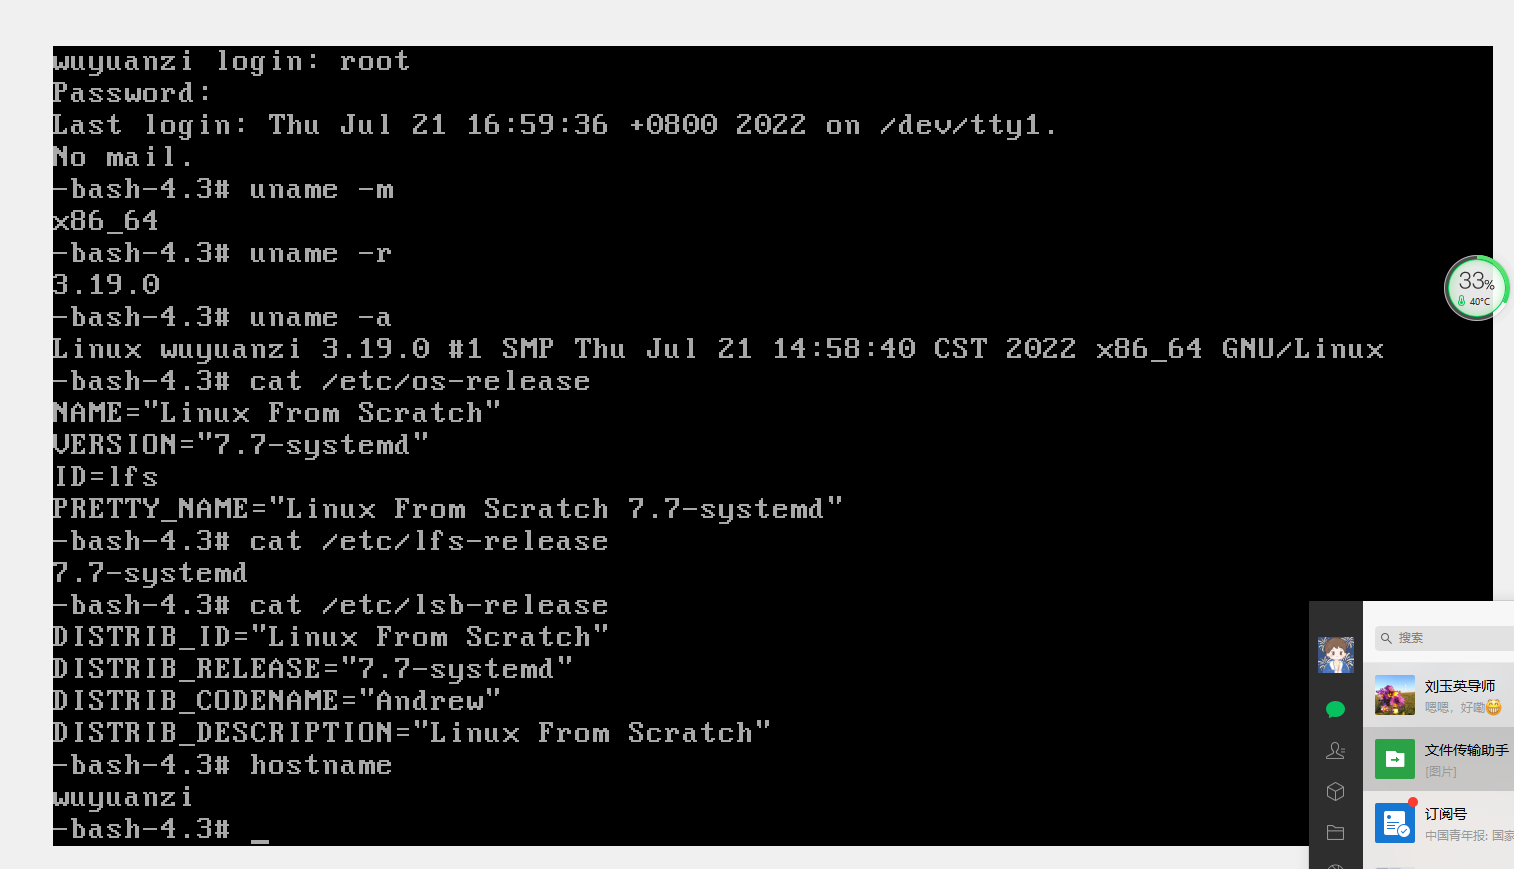 wuyuanzi login: root
Password:
Last login: Thu Jul 21 16:59:36 +0800 2022 on /dev/tty1.
No mail.
-bash-4.3# uname -m
x86_64
-bash-4.3# uname -r
3.19.0
-bash-4.3# uname -a
Linux wuyuanzi 3.19.0 #1 SMP Thu Jul 21 14:58:40 CST 2022 x86_64 GNU/Linux
-bash-4.3# cat /etc/os-release
NAME="Linux From Scratch"
VERSION="7.7-systemd"
ID=lfs
PRETTY_NAME="Linux From Scratch 7.7-systemd"
-bash-4.3# cat /etc/lfs-release
7.7-systemd
-bash-4.3# cat /etc/lsb-release
DISTRIB_ID="Linux From Scratch"
DISTRIB_RELEASE="7.7-systemd"
DISTRIB_CODENAME="Andrew"
DISTRIB_DESCRIPTION="Linux From Scratch"
-bash-4.3# hostname
wuyuanzi
-bash-4.3# _
33%
40°C
搜索
刘玉英导师
嗯嗯，好嘞😁
文件传输助手
[图片]
订阅号
中国青年报: 国家